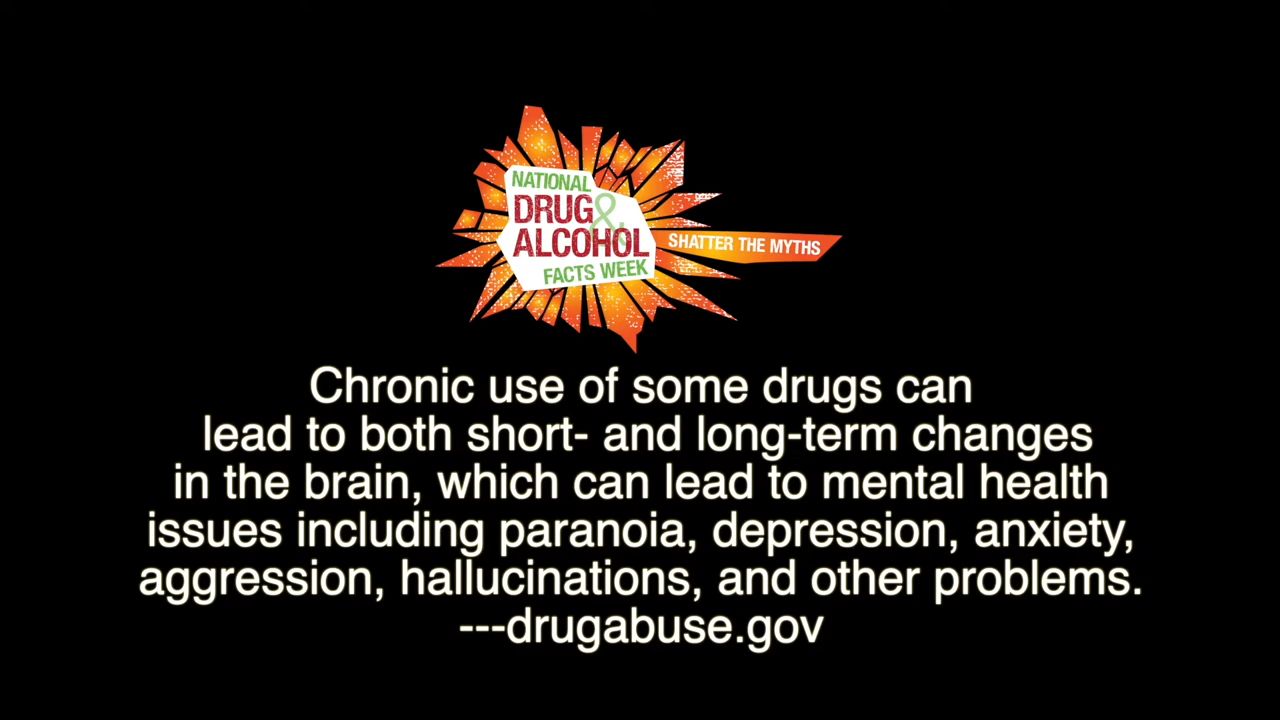 NATIONAL
DRUG &
ALCOHOL
FACTS WEEK
SHATTER THE MYTHS
Chronic use of some drugs can
lead to both short- and long-term changes
in the brain, which can lead to mental health
issues including paranoia, depression, anxiety,
aggression, hallucinations, and other problems.
---drugabuse.gov